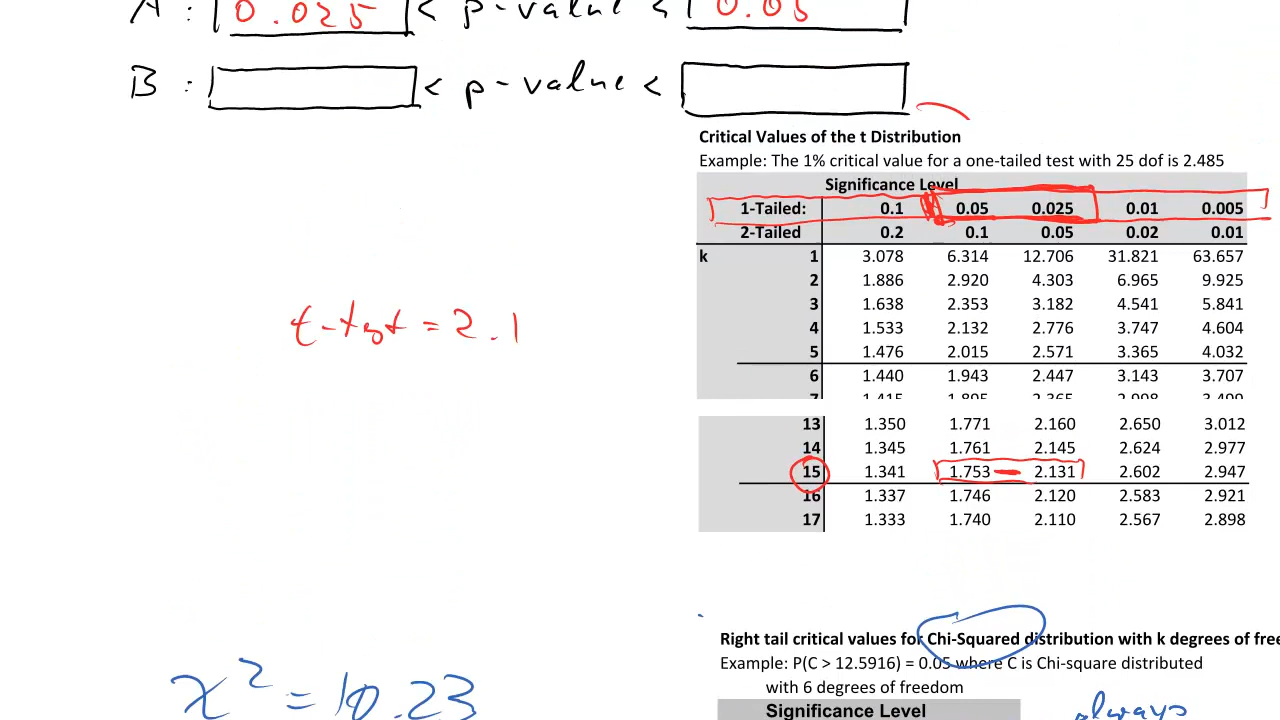 A : 0.025 < p-value < 0.05
B : < p-value <
Critical Values of the t Distribution
Example: The 1% critical value for a one-tailed test with 25 dof is 2.485
Significance Level
1-Tailed: 0.1 0.05 0.025 0.01 0.005
2-Tailed 0.2 0.1 0.05 0.02 0.01
k 1 3.078 6.314 12.706 31.821 63.657
2 1.886 2.920 4.303 6.965 9.925
3 1.638 2.353 3.182 4.541 5.841
4 1.533 2.132 2.776 3.747 4.604
5 1.476 2.015 2.571 3.365 4.032
6 1.440 1.943 2.447 3.143 3.707
13 1.350 1.771 2.160 2.650 3.012
14 1.345 1.761 2.145 2.624 2.977
15 1.341 1.753 2.131 2.602 2.947
16 1.337 1.746 2.120 2.583 2.921
17 1.333 1.740 2.110 2.567 2.898
t-test = 2.1
Right tail critical values for Chi-Squared distribution with k degrees of free
Example: P(C > 12.5916) = 0.05 where C is Chi-square distributed
with 6 degrees of freedom
Significance Level
always
x² = 10.23